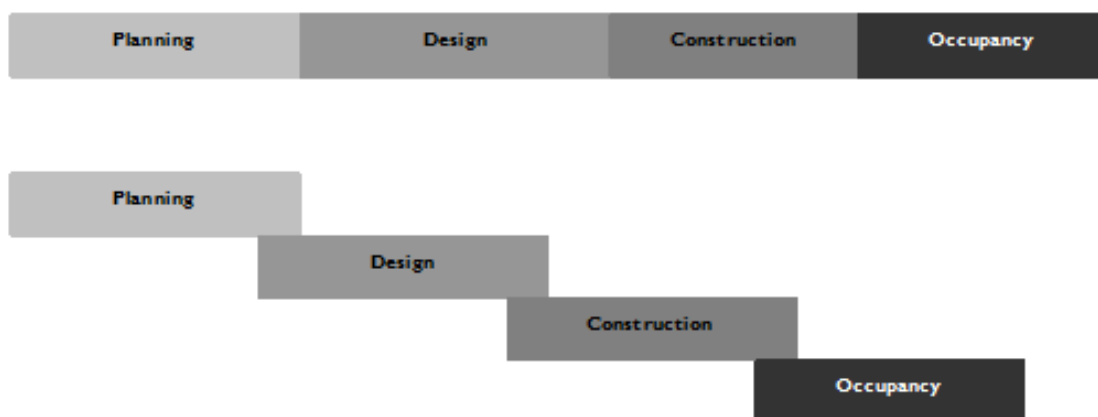 Planning Design Construction Occupancy
Planning
Design
Construction
Occupancy